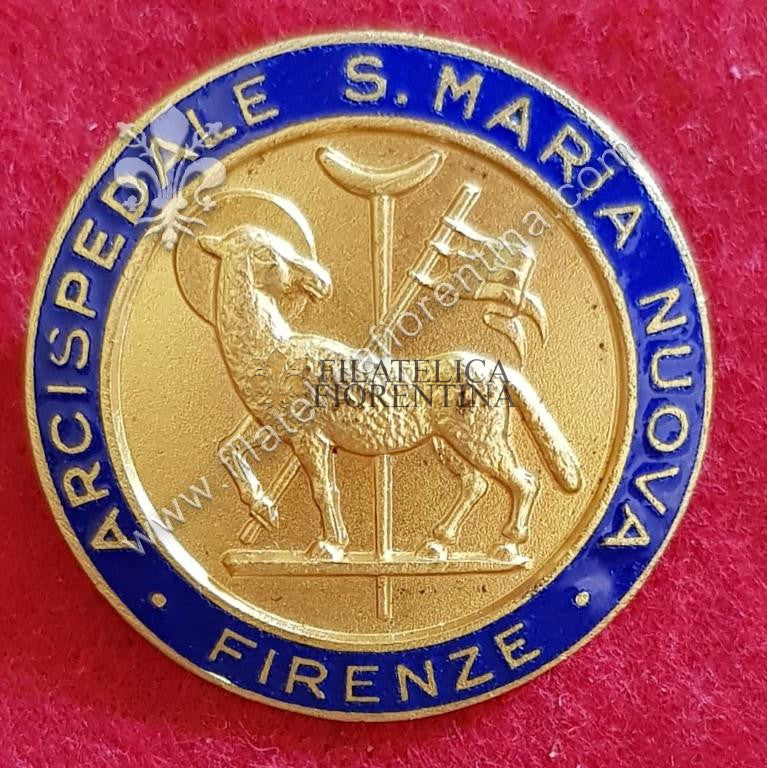 ARCISPEDALE S. MARIA NUOVA
• FIRENZE •
FILATELICA
FIORENTINA
www.filatelicafiorentina.com